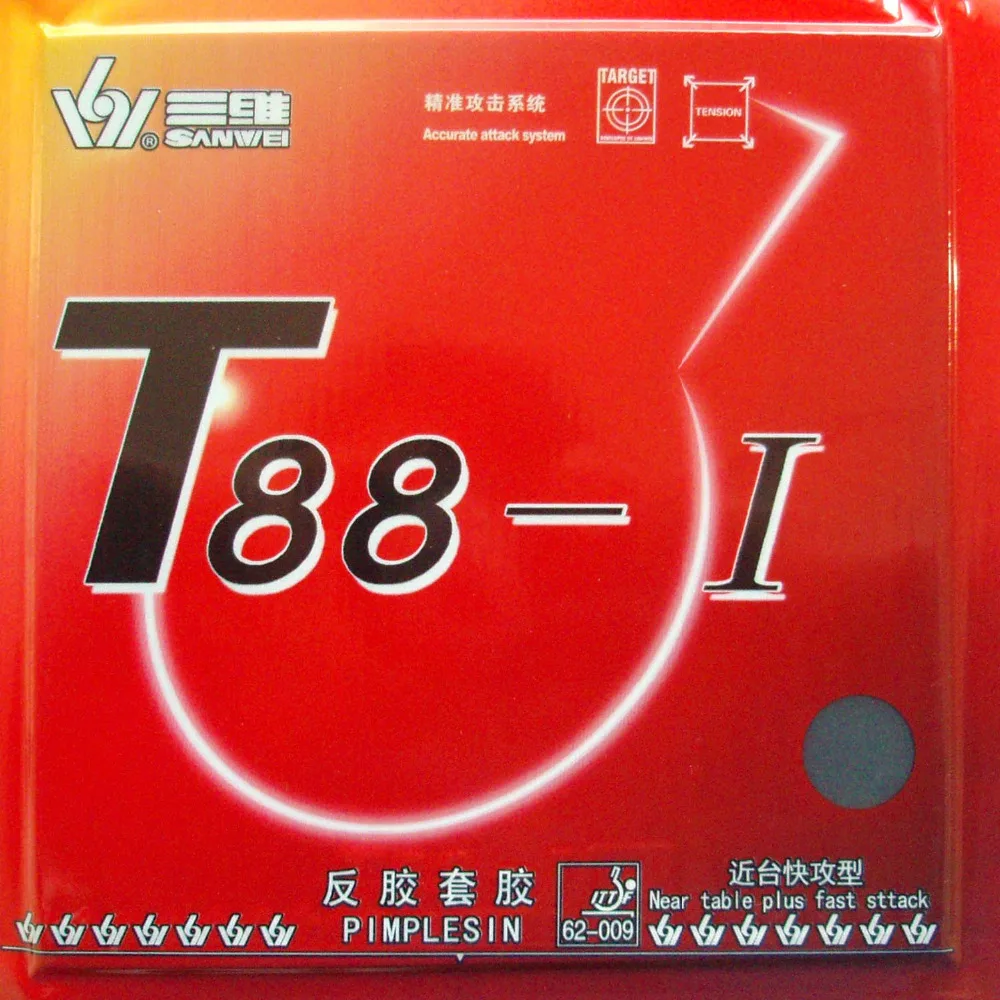 三维
SANWEI
®
精准攻击系统
Accurate attack system
TARGET
TENSION
T88-I
反胶套胶
PIMPLESIN
ITTF
62-009
近台快攻型
Near table plus fast sttack